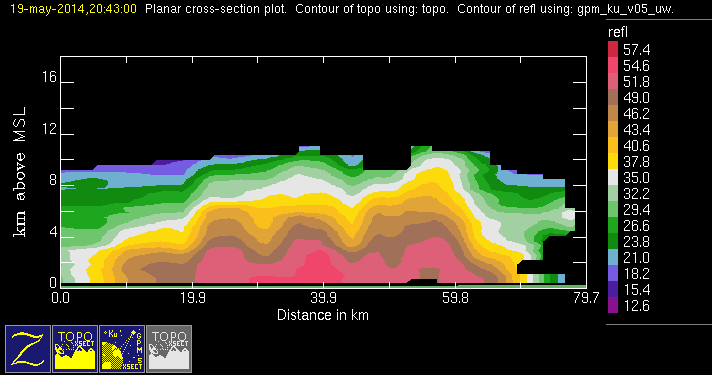 19-may-2014,20:43:00 Planar cross-section plot. Contour of topo using: topo. Contour of refl using: gpm_ku_v05_uw.
refl
57.4
54.6
51.8
49.0
46.2
43.4
40.6
37.8
35.0
32.2
29.4
26.6
23.8
21.0
18.2
15.4
12.6
km above MSL
16
12
8
4
0
0.0 19.9 39.9 59.8 79.7
Distance in km
Z
TOPO XSECT
"Ku" GPM'S XSECT
TOPO XSECT